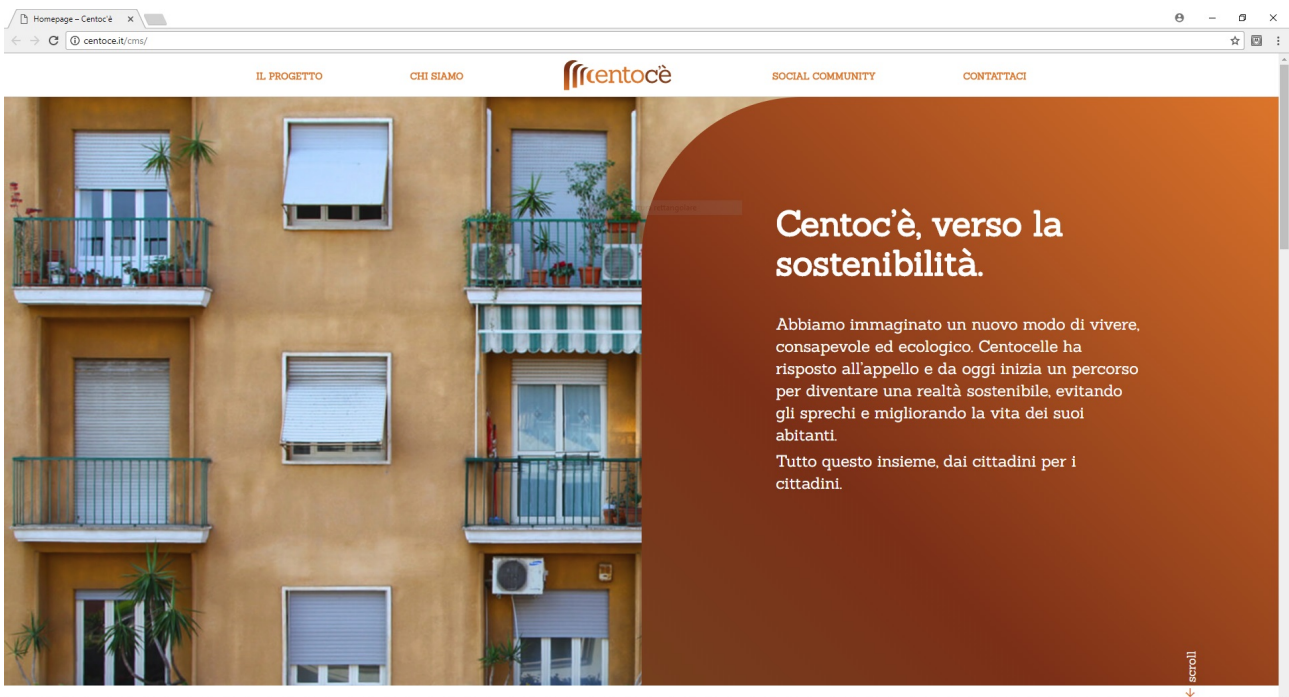 Homepage – Centoc'è
centoce.it/cms/
IL PROGETTO
CHI SIAMO
centoc'è
SOCIAL COMMUNITY
CONTATTACI
Centoc'è, verso la
sostenibilità.
Abbiamo immaginato un nuovo modo di vivere,
consapevole ed ecologico. Centocelle ha
risposto all'appello e da oggi inizia un percorso
per diventare una realtà sostenibile, evitando
gli sprechi e migliorando la vita dei suoi
abitanti.
Tutto questo insieme, dai cittadini per i
cittadini.
scroll